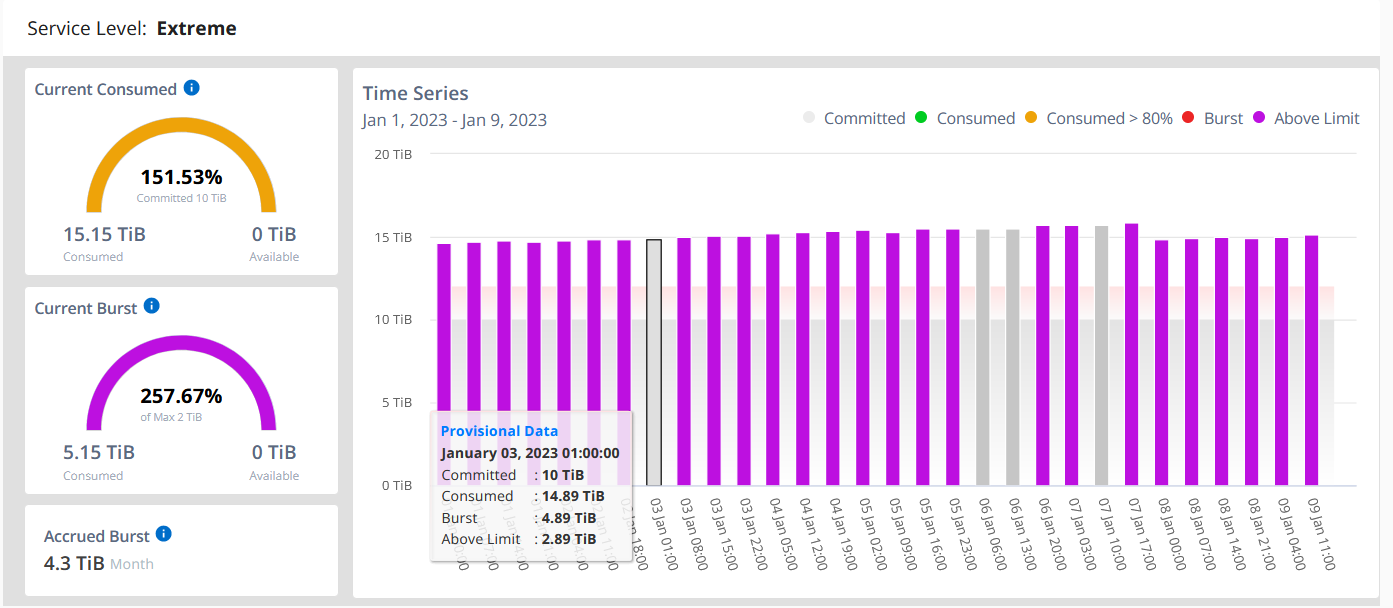 Service Level: Extreme
Current Consumed
151.53%
Committed 10 TiB
15.15 TiB
0 TiB
Consumed
Available
Current Burst
257.67%
of Max 2 TiB
5.15 TiB
0 TiB
Consumed
Available
Accrued Burst
4.3 TiB Month
Time Series
Jan 1, 2023 - Jan 9, 2023
Committed
Consumed
Consumed > 80%
Burst
Above Limit
20 TiB
15 TiB
10 TiB
5 TiB
0 TiB
Provisional Data
January 03, 2023 01:00:00
Committed : 10 TiB
Consumed : 14.89 TiB
Burst : 4.89 TiB
Above Limit : 2.89 TiB
03 Jan 01:00
03 Jan 08:00
03 Jan 15:00
03 Jan 22:00
04 Jan 05:00
04 Jan 12:00
04 Jan 19:00
05 Jan 02:00
05 Jan 09:00
05 Jan 16:00
05 Jan 23:00
06 Jan 06:00
06 Jan 13:00
06 Jan 20:00
07 Jan 03:00
07 Jan 10:00
07 Jan 17:00
08 Jan 00:00
08 Jan 07:00
08 Jan 14:00
08 Jan 21:00
09 Jan 04:00
09 Jan 11:00